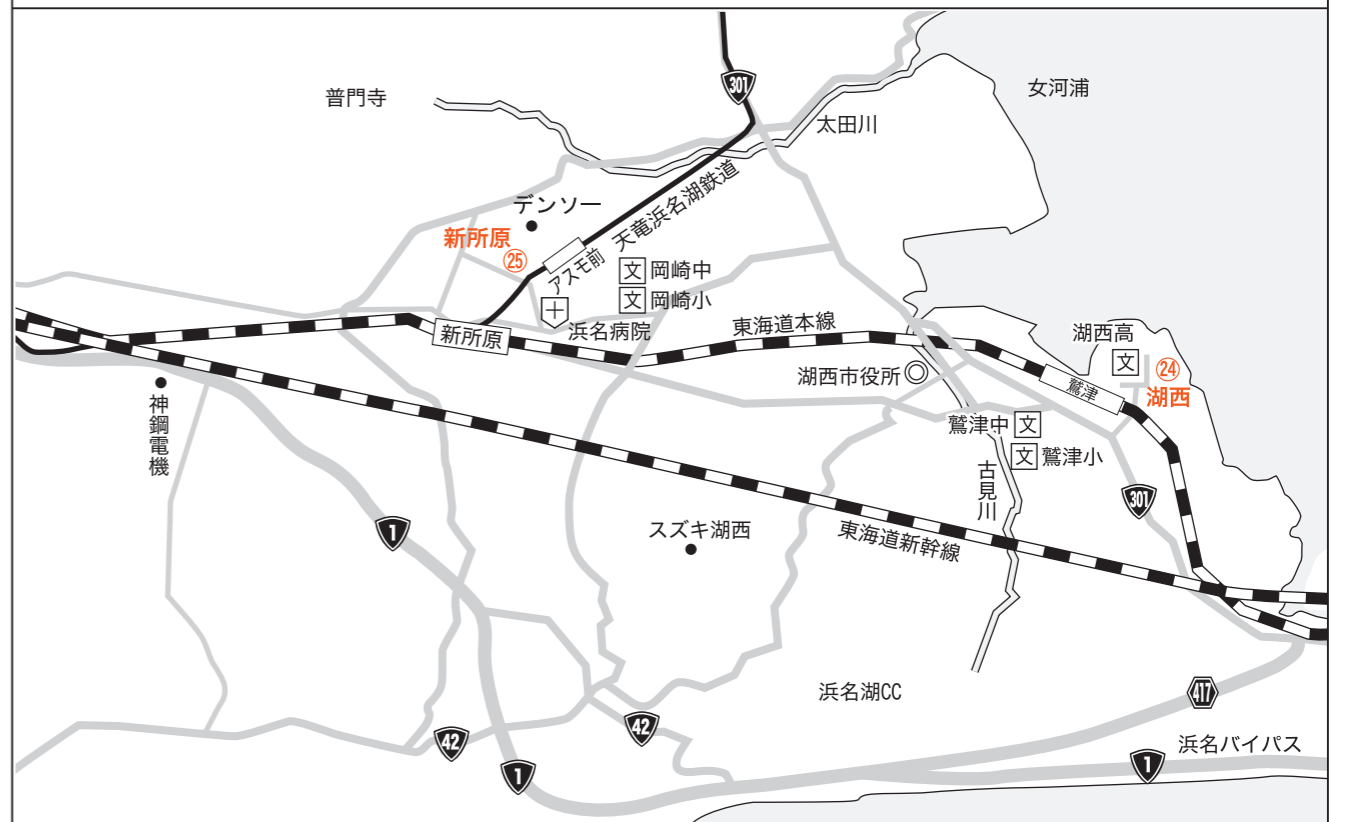 301
女河浦
普門寺
太田川
デンソー
天竜浜名湖鉄道
新所原
㉕
アスモ前
文 岡崎中
文 岡崎小
浜名病院
東海道本線
新所原
湖西高
文
㉔
湖西
湖西市役所
鷲津
神鋼電機
鷲津中 文
文 鷲津小
古見川
301
1
スズキ湖西
東海道新幹線
浜名湖CC
417
42
42
浜名バイパス
1
1